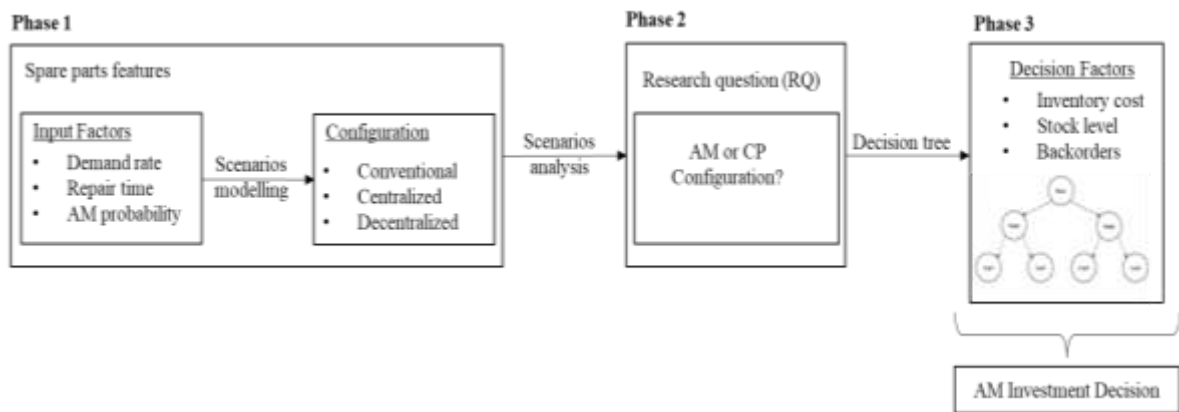 Phase 1
Spare parts features
Input Factors
• Demand rate
• Repair time
• AM probability
Scenarios
modelling
Configuration
• Conventional
• Centralized
• Decentralized
Scenarios
analysis
Phase 2
Research question (RQ)
AM or CP
Configuration?
Decision tree
Phase 3
Decision Factors
• Inventory cost
• Stock level
• Backorders
AM Investment Decision